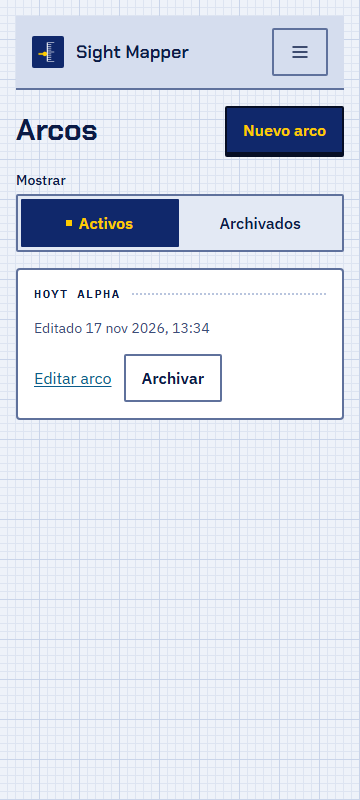 Sight Mapper
Arcos
Nuevo arco
Mostrar
Activos
Archivados
HOYT ALPHA
Editado 17 nov 2026, 13:34
Editar arco
Archivar